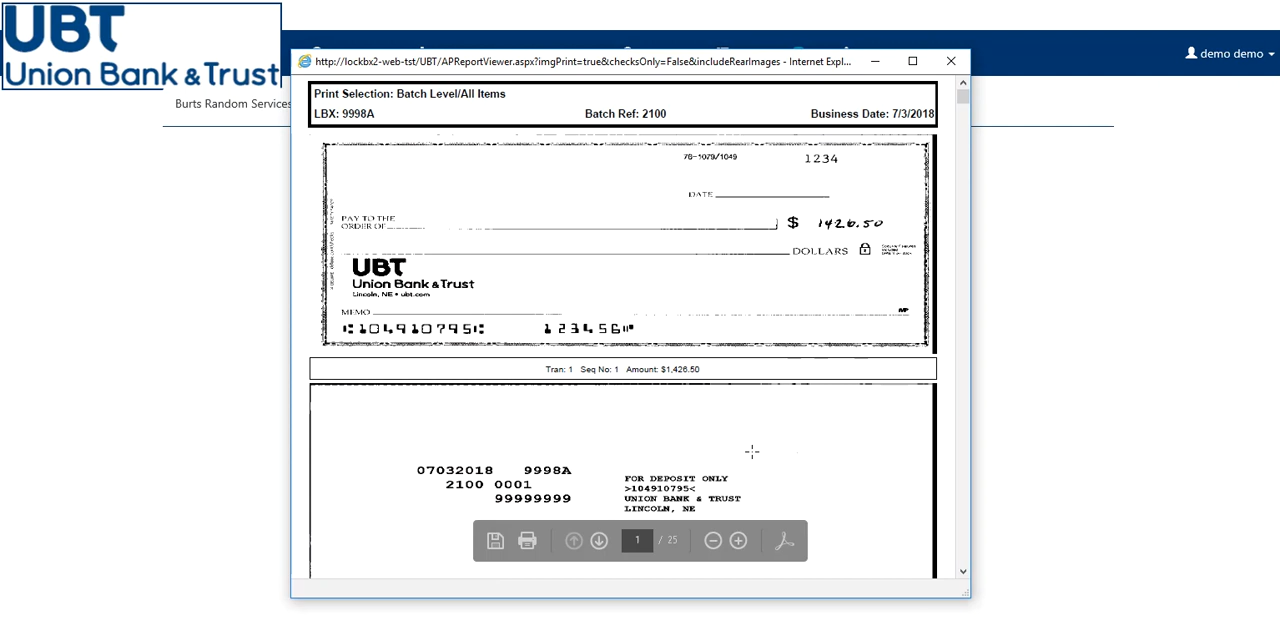 UBT
Union Bank & Trust
demo demo
Burts Random Services
http://lockbx2-web-tst/UBT/APReportViewer.aspx?imgPrint=true&checksOnly=False&includeRearImages - Internet Expl...
Print Selection: Batch Level/All Items
LBX: 9998A Batch Ref: 2100 Business Date: 7/3/2018
76-1079/1049 1234
DATE
PAY TO THE
ORDER OF $ 1426.50
DOLLARS
UBT
Union Bank & Trust
Lincoln, NE • ubt.com
MEMO MP
⑆104910795⑆ 123456⑈
Tran: 1 Seq No: 1 Amount: $1,426.50
07032018 9998A
2100 0001
99999999
FOR DEPOSIT ONLY
>104910795<
UNION BANK & TRUST
LINCOLN, NE
1 / 25